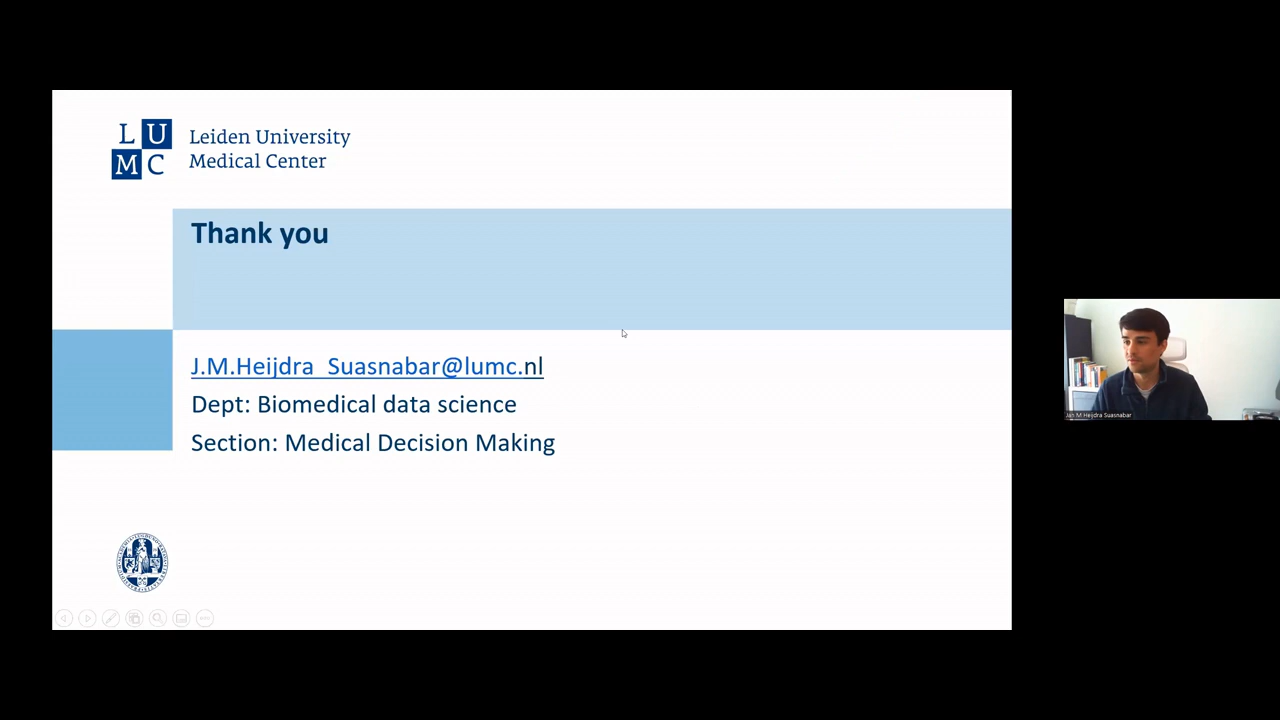 LU
MC
Leiden University
Medical Center
Thank you
J.M.Heijdra_Suasnabar@lumc.nl
Dept: Biomedical data science
Section: Medical Decision Making
Jan M Heijdra Suasnabar